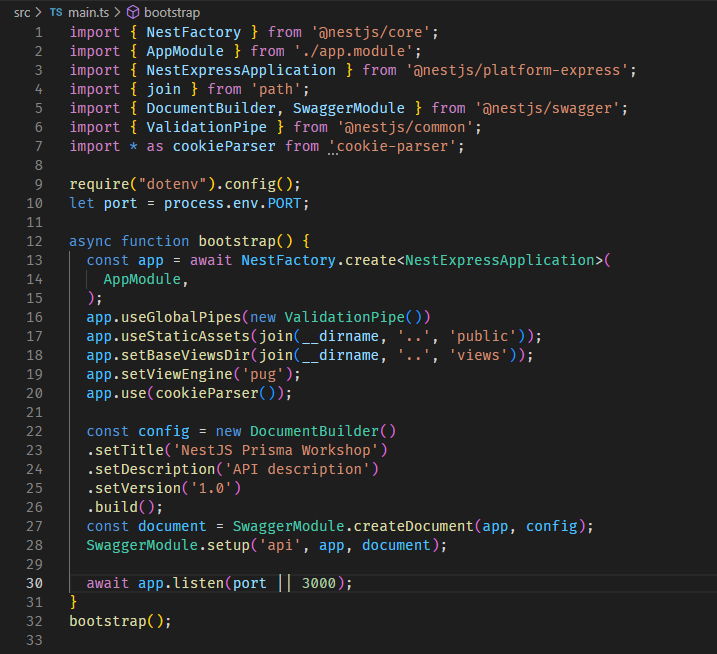 src > TS main.ts > bootstrap
1 import { NestFactory } from '@nestjs/core';
2 import { AppModule } from './app.module';
3 import { NestExpressApplication } from '@nestjs/platform-express';
4 import { join } from 'path';
5 import { DocumentBuilder, SwaggerModule } from '@nestjs/swagger';
6 import { ValidationPipe } from '@nestjs/common';
7 import * as cookieParser from 'cookie-parser';
8
9 require("dotenv").config();
10 let port = process.env.PORT;
11
12 async function bootstrap() {
13   const app = await NestFactory.create<NestExpressApplication>(
14     AppModule,
15   );
16   app.useGlobalPipes(new ValidationPipe())
17   app.useStaticAssets(join(__dirname, '..', 'public'));
18   app.setBaseViewsDir(join(__dirname, '..', 'views'));
19   app.setViewEngine('pug');
20   app.use(cookieParser());
21
22   const config = new DocumentBuilder()
23   .setTitle('NestJS Prisma Workshop')
24   .setDescription('API description')
25   .setVersion('1.0')
26   .build();
27   const document = SwaggerModule.createDocument(app, config);
28   SwaggerModule.setup('api', app, document);
29
30   await app.listen(port || 3000);
31 }
32 bootstrap();
33